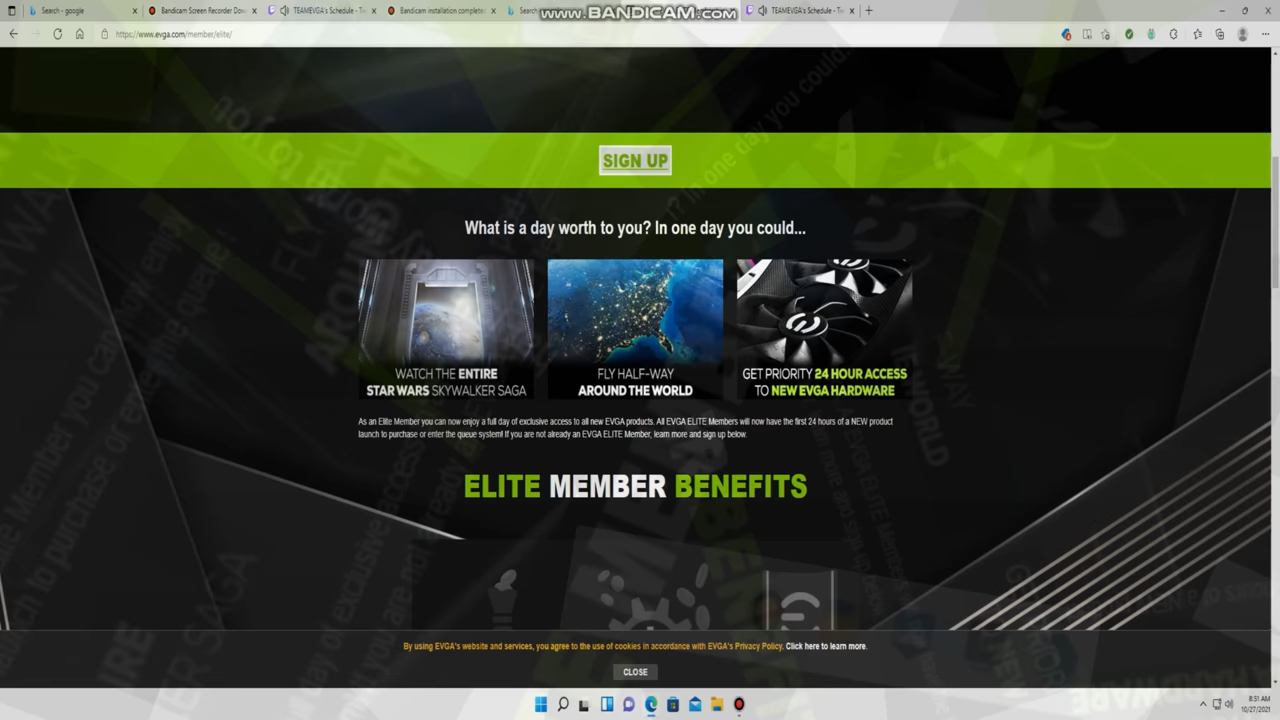 www.BANDICAM.com
Search - google
Bandicam Screen Recorder Dow
TEAMEVGA's Schedule - Tw
Bandicam installation complete
TEAMEVGA's Schedule - Tw
https://www.evga.com/member/elite/
SIGN UP
What is a day worth to you? In one day you could...
WATCH THE ENTIRE
STAR WARS SKYWALKER SAGA
FLY HALF-WAY
AROUND THE WORLD
GET PRIORITY 24 HOUR ACCESS
TO NEW EVGA HARDWARE
As an Elite Member you can now enjoy a full day of exclusive access to all new EVGA products. All EVGA ELITE Members will now have the first 24 hours of a NEW product
launch to purchase or enter the queue system! If you are not already an EVGA ELITE Member, learn more and sign up below.
ELITE MEMBER BENEFITS
By using EVGA's website and services, you agree to the use of cookies in accordance with EVGA's Privacy Policy. Click here to learn more.
CLOSE
8:51 AM
10/27/2021